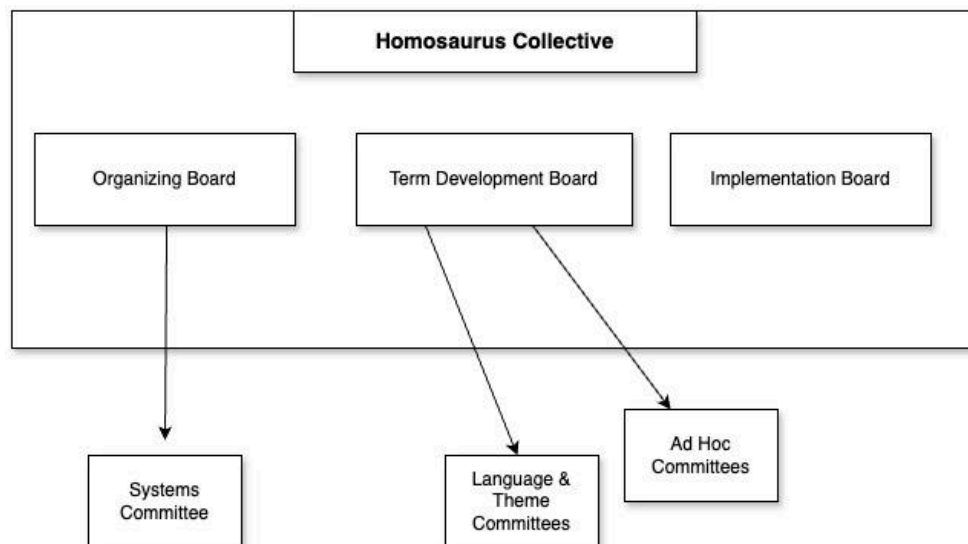 Homosaurus Collective
Organizing Board
Term Development Board
Implementation Board
Systems
Committee
Language &
Theme
Committees
Ad Hoc
Committees